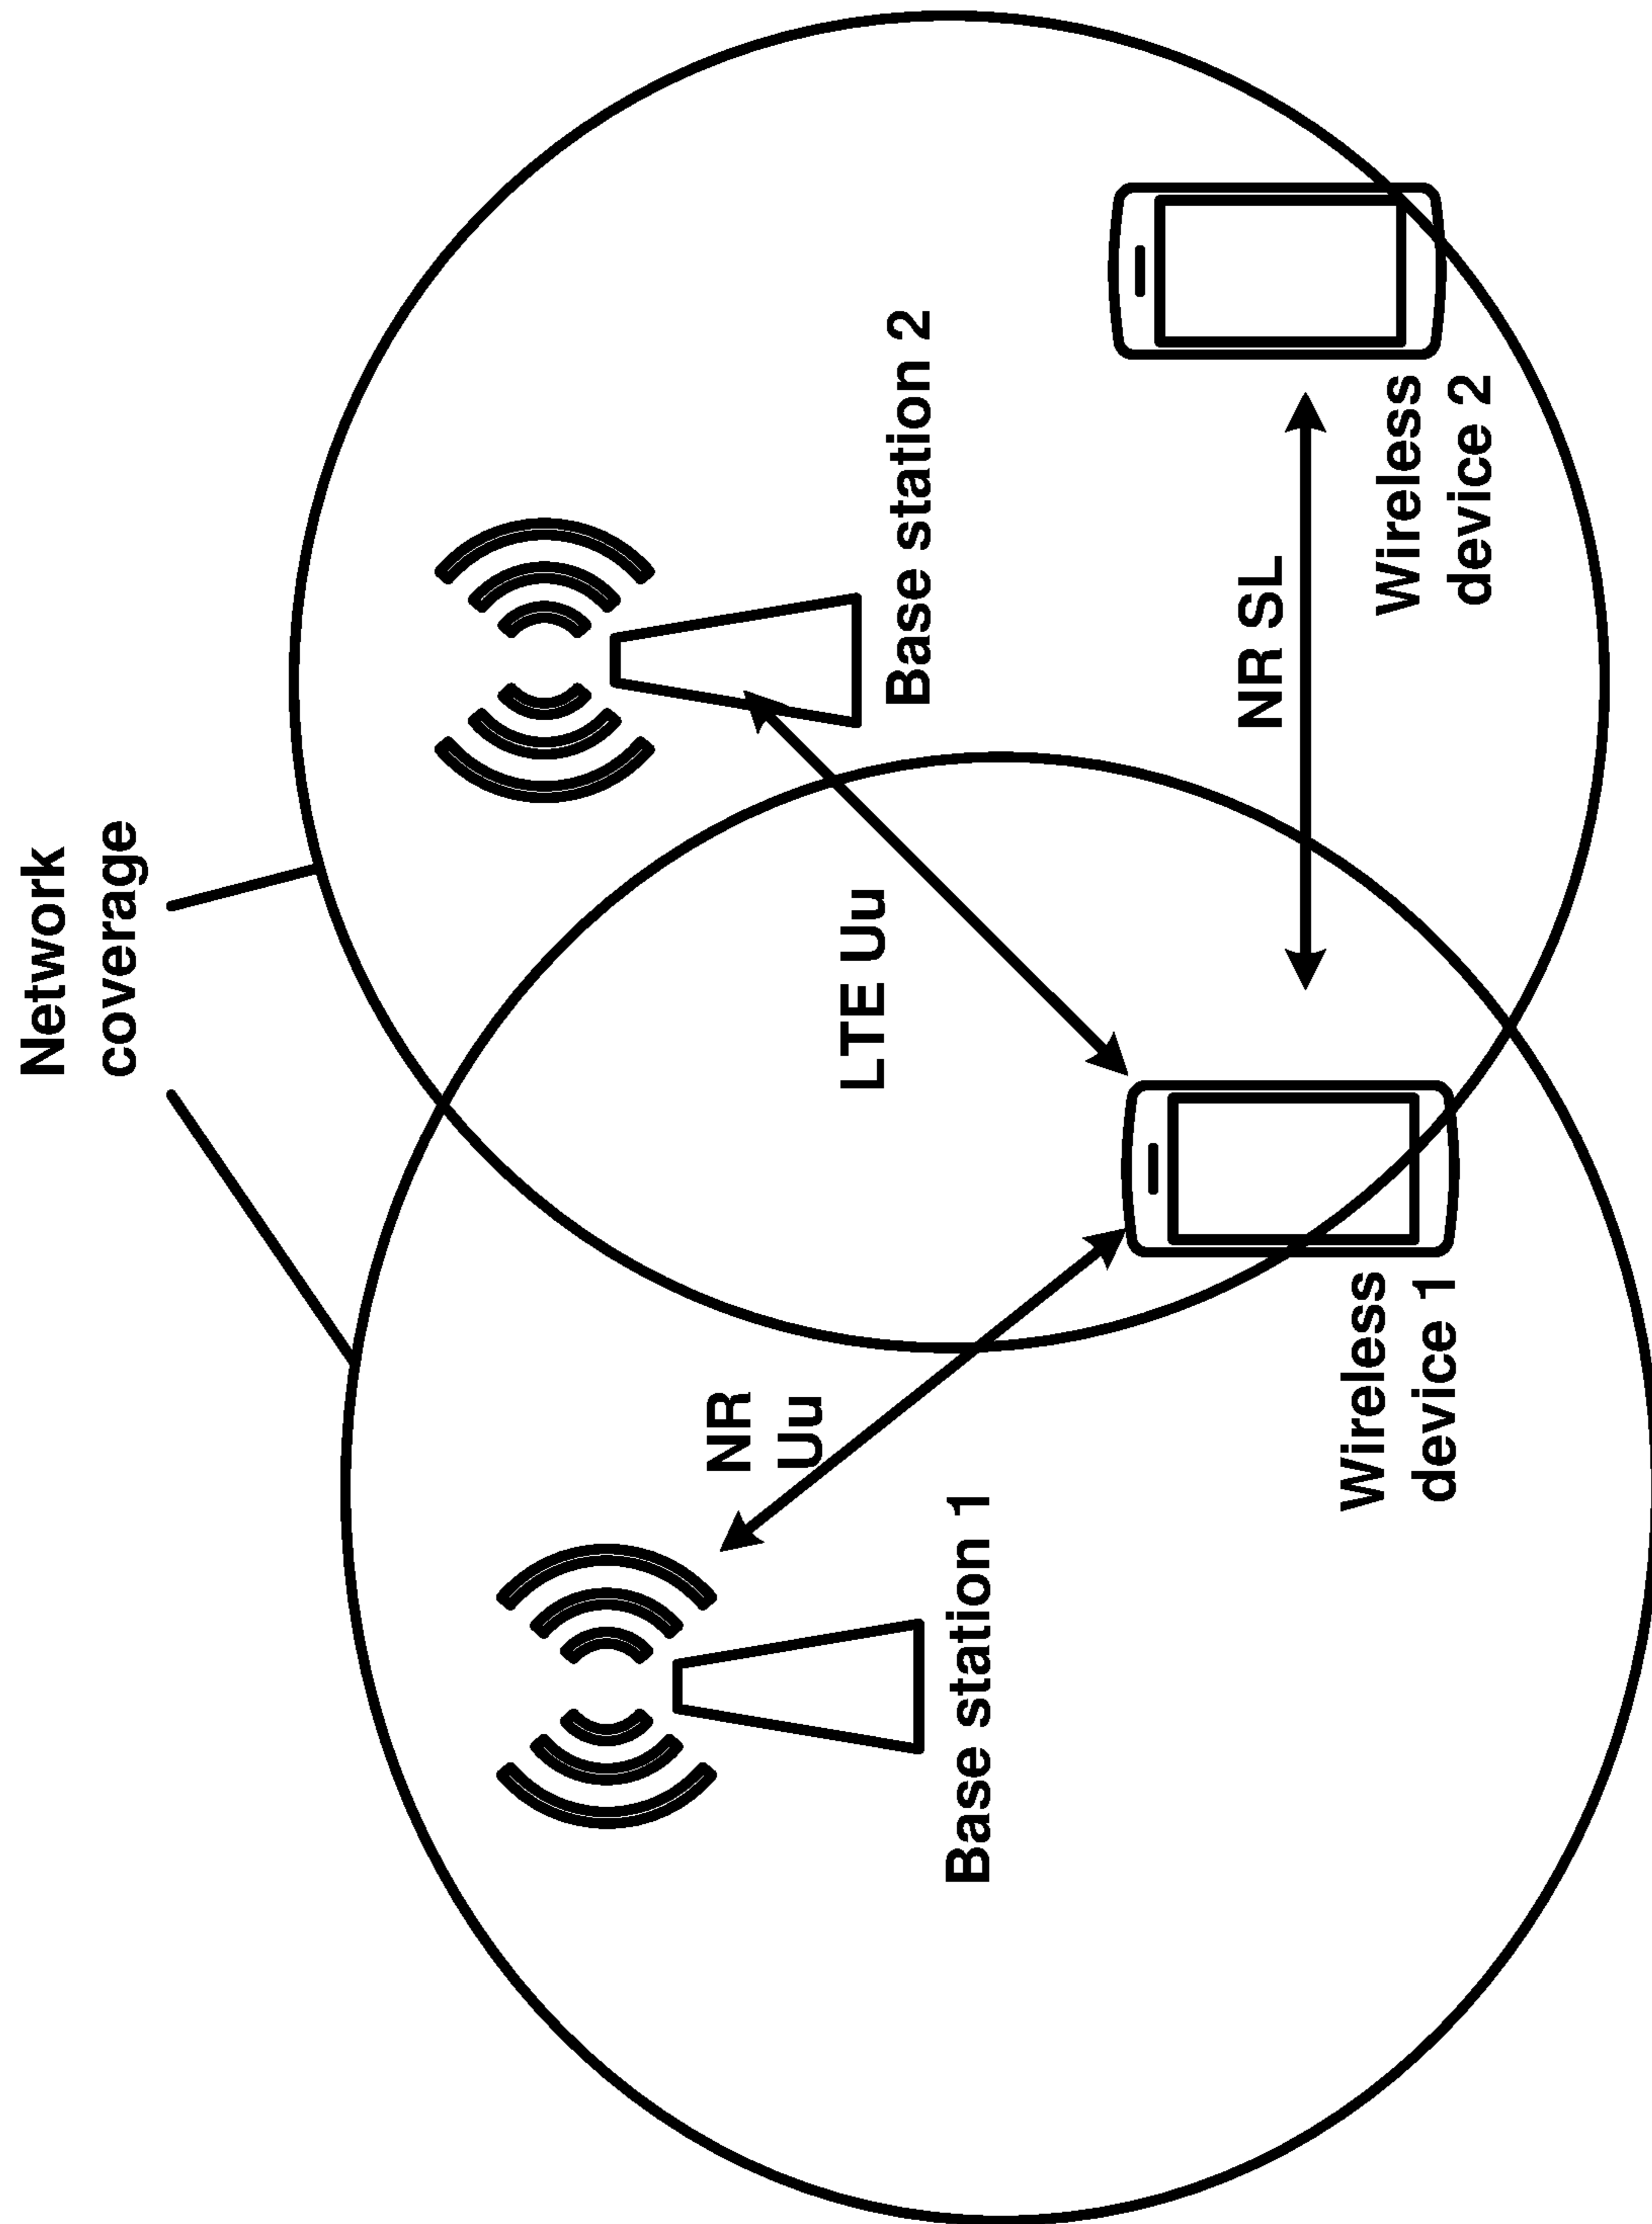 Network
coverage
Base station 2
LTE Uu
NR
Uu
Base station 1
NR SL
Wireless
device 1
Wireless
device 2